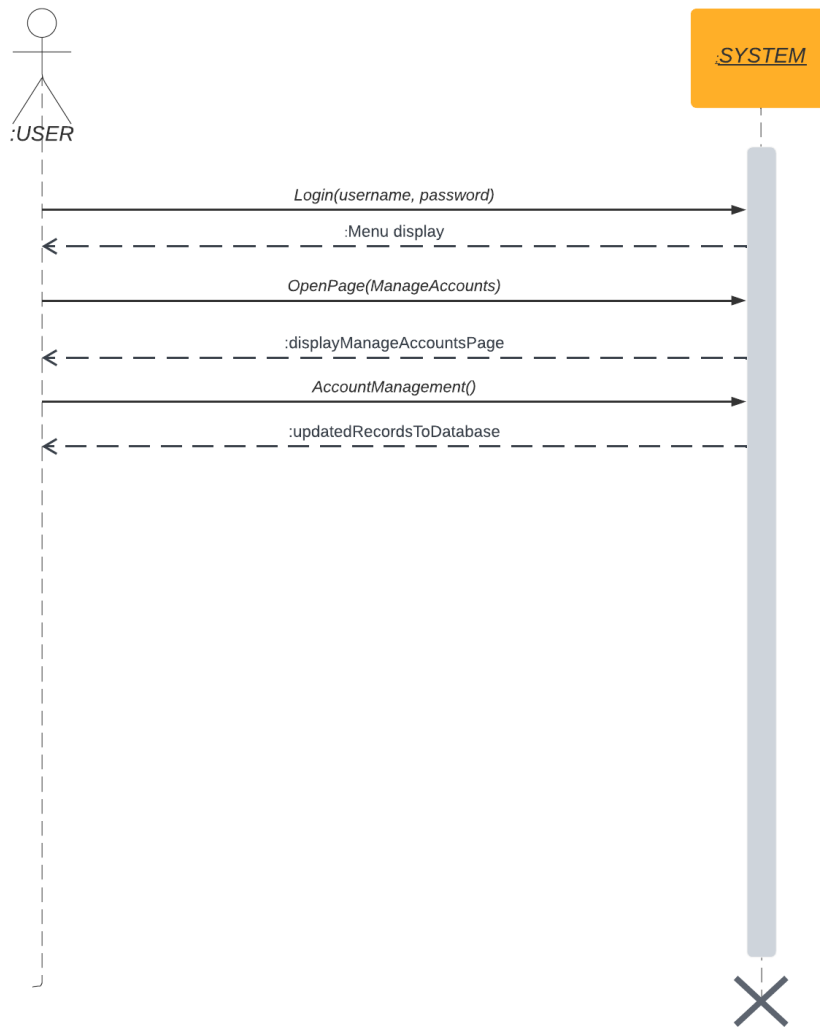 :SYSTEM
:USER
Login(username, password)
:Menu display
OpenPage(ManageAccounts)
:displayManageAccountsPage
AccountManagement()
:updatedRecordsToDatabase